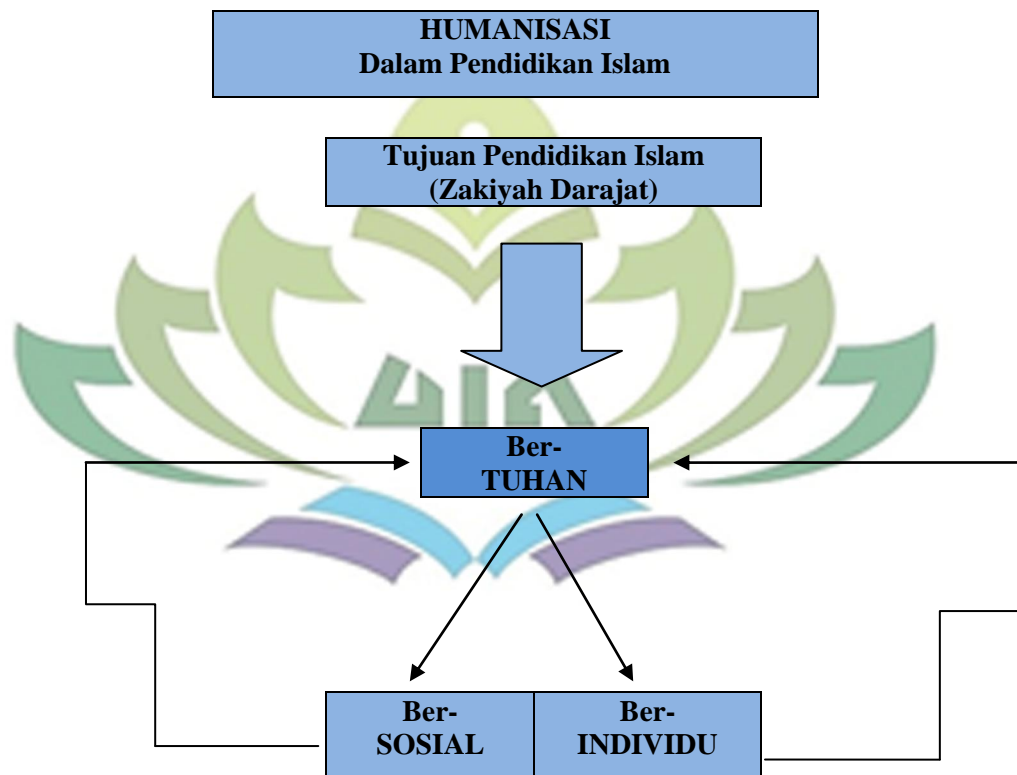 HUMANISASI
Dalam Pendidikan Islam
Tujuan Pendidikan Islam
(Zakiyah Darajat)
Ber-
TUHAN
Ber-
SOSIAL
Ber-
INDIVIDU